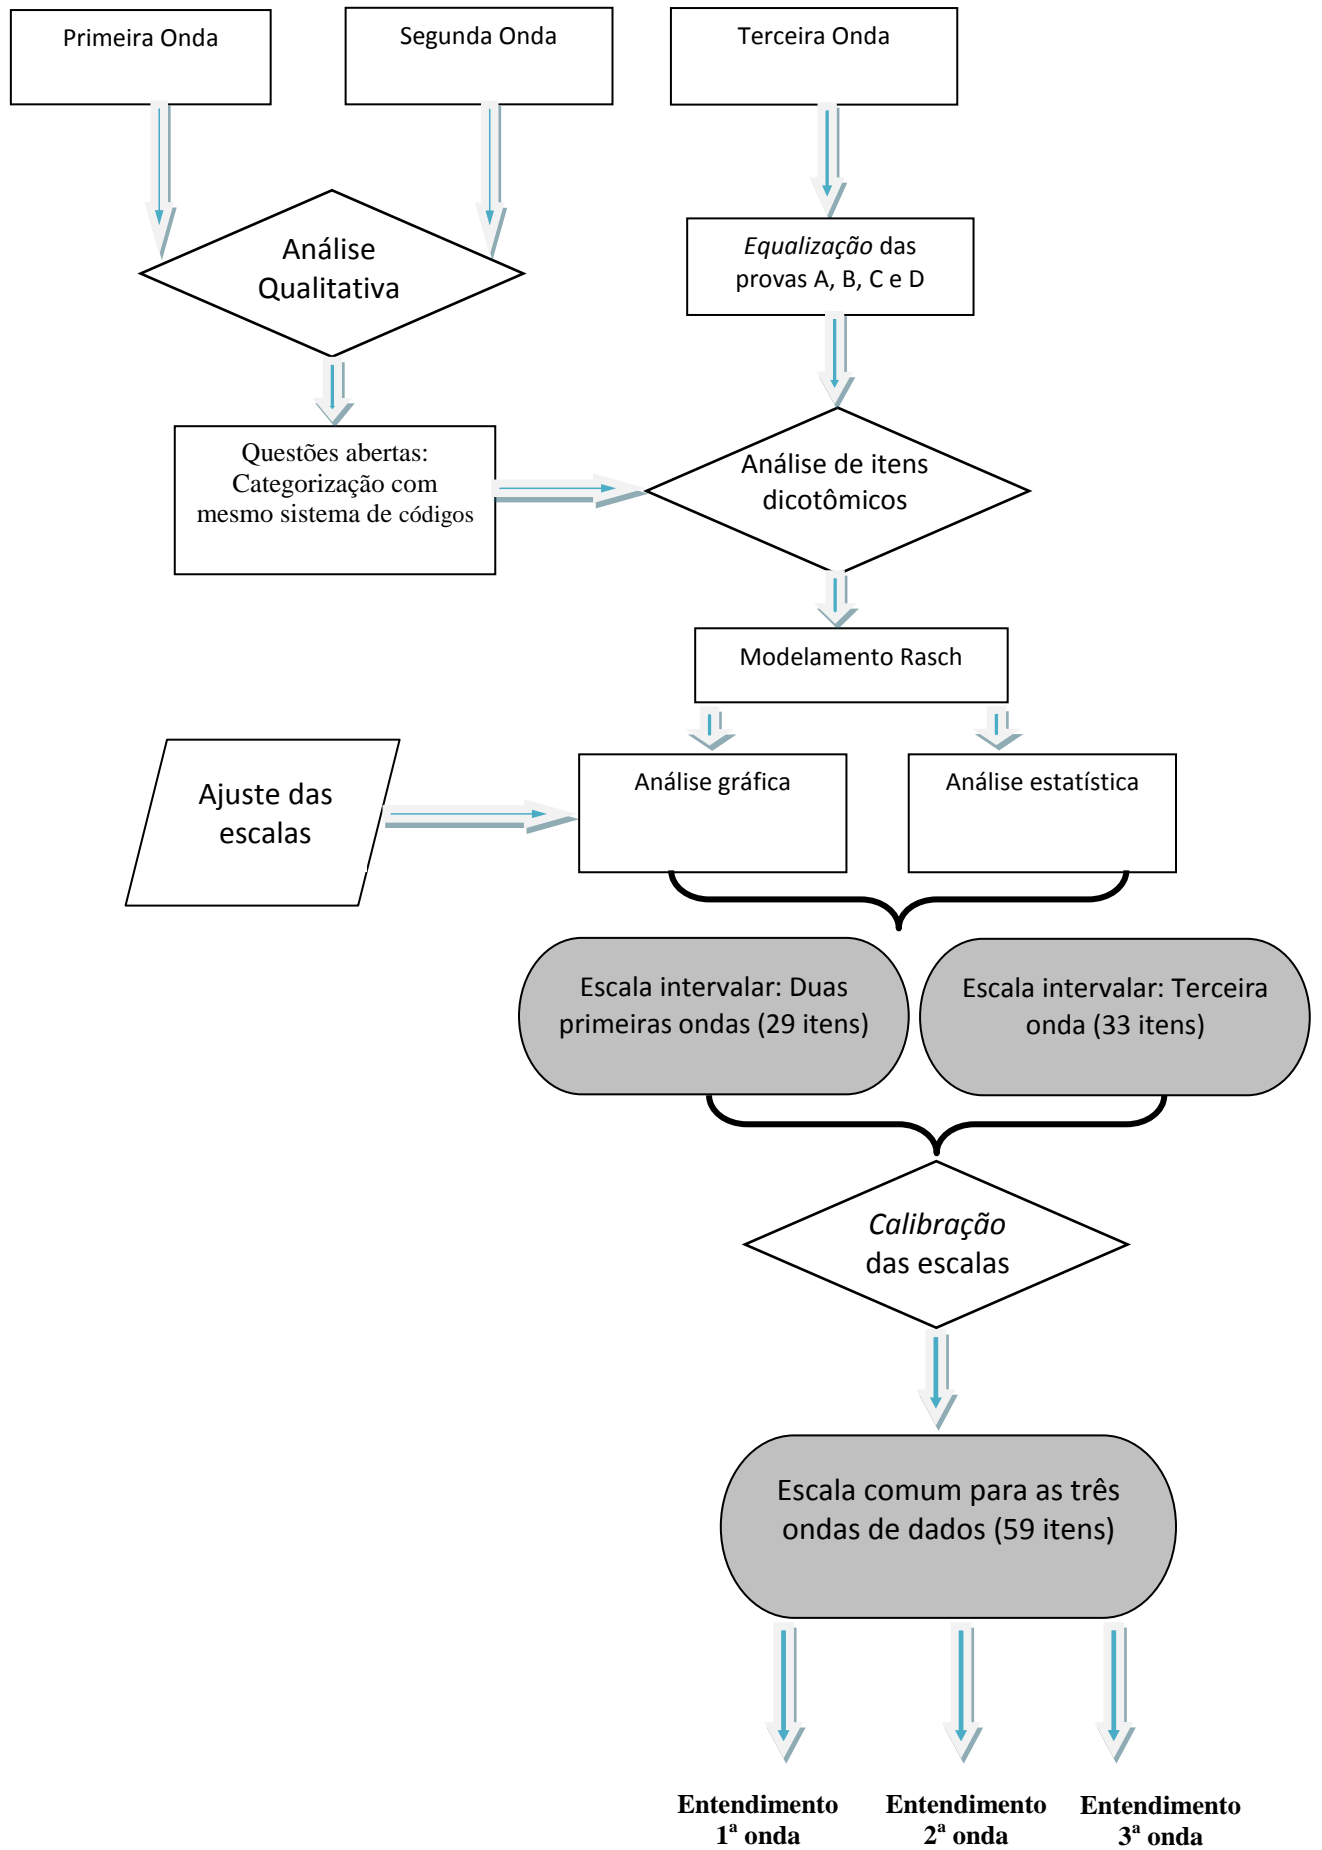 Primeira Onda
Segunda Onda
Terceira Onda
Análise
Qualitativa
Equalização das
provas A, B, C e D
Questões abertas:
Categorização com
mesmo sistema de códigos
Análise de itens
dicotômicos
Modelamento Rasch
Ajuste das
escalas
Análise gráfica
Análise estatística
Escala intervalar: Duas
primeiras ondas (29 itens)
Escala intervalar: Terceira
onda (33 itens)
Calibração
das escalas
Escala comum para as três
ondas de dados (59 itens)
Entendimento
1ª onda
Entendimento
2ª onda
Entendimento
3ª onda